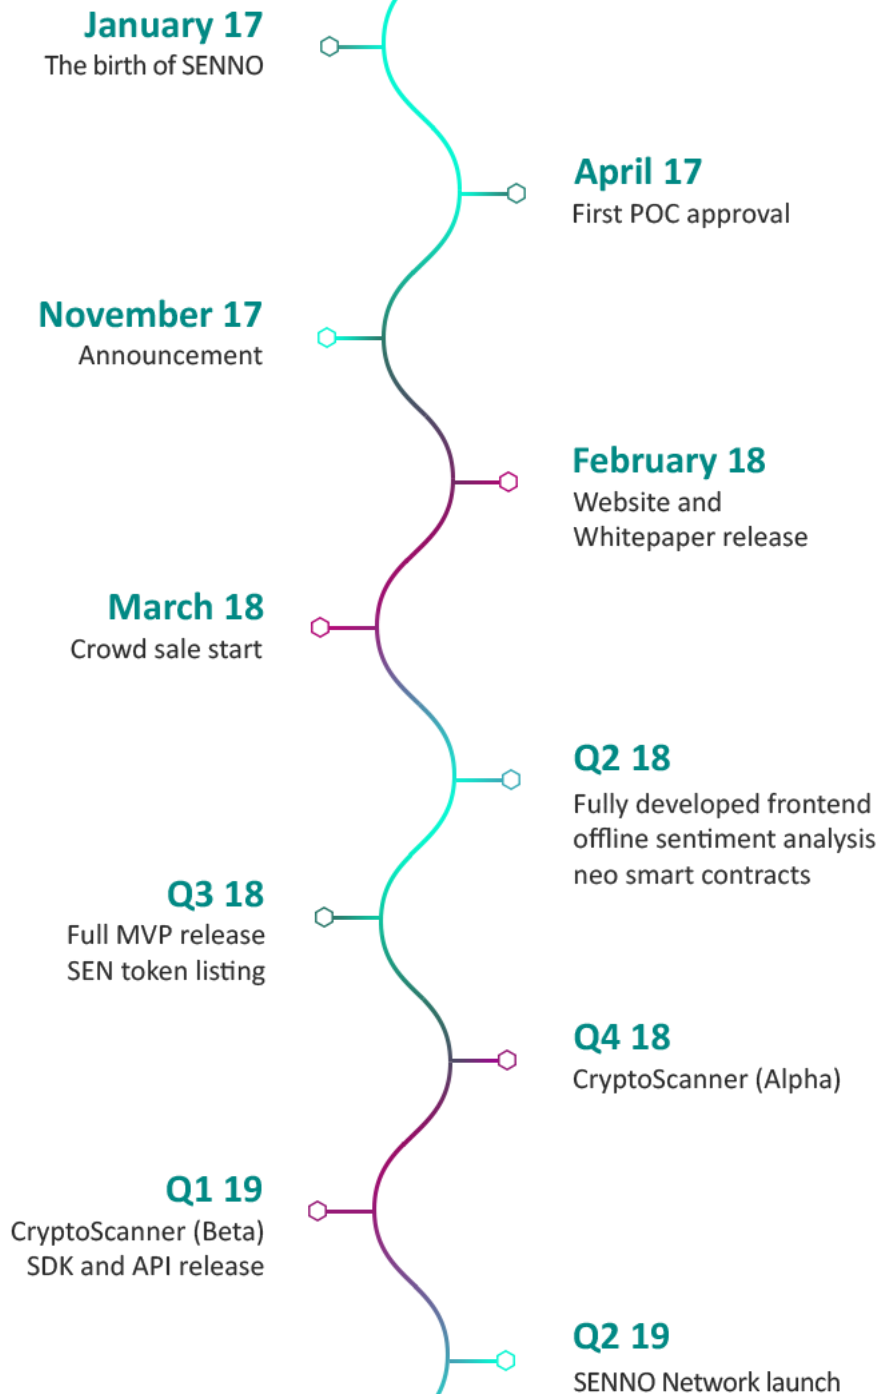 January 17
The birth of SENNO
April 17
First POC approval
November 17
Announcement
February 18
Website and
Whitepaper release
March 18
Crowd sale start
Q2 18
Fully developed frontend
offline sentiment analysis
neo smart contracts
Q3 18
Full MVP release
SEN token listing
Q4 18
CryptoScanner (Alpha)
Q1 19
CryptoScanner (Beta)
SDK and API release
Q2 19
SENNO Network launch